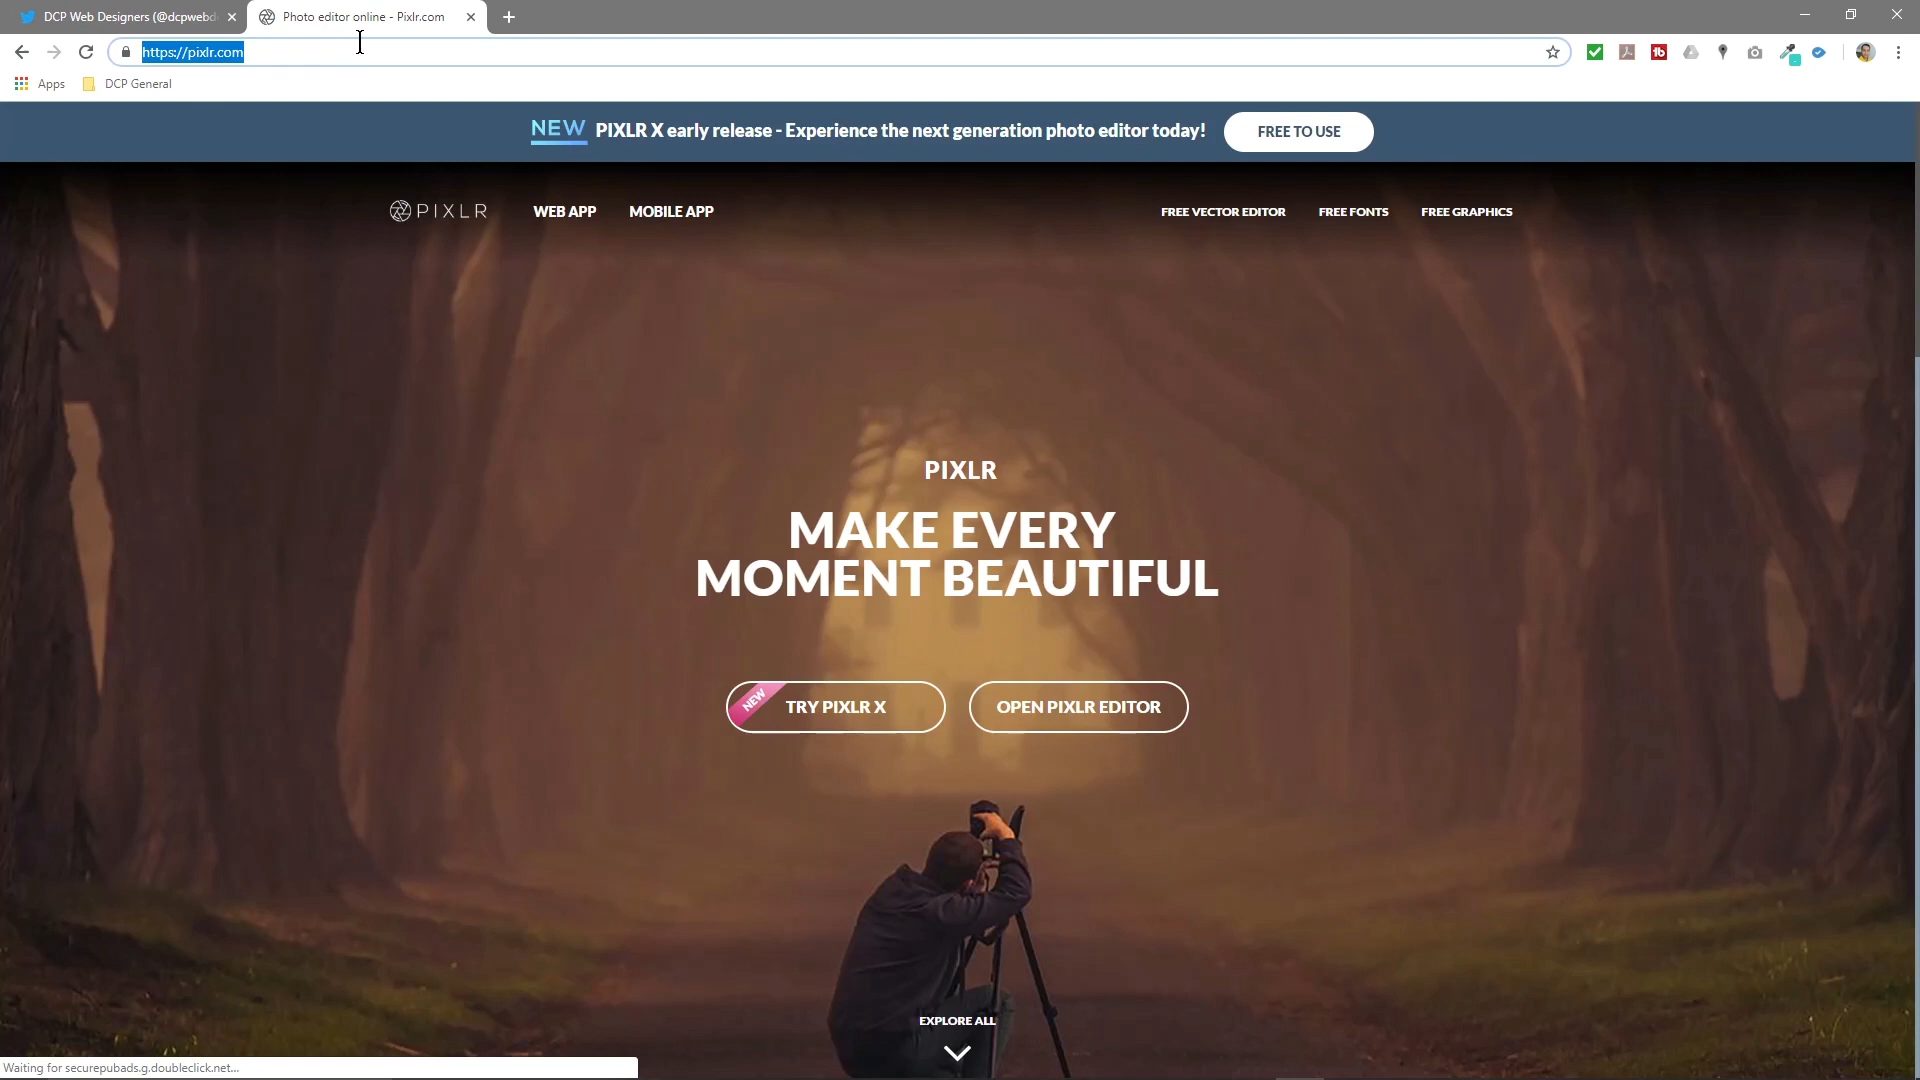 DCP Web Designers (@dcpwebd
Photo editor online - Pixlr.com
https://pixlr.com
Apps
DCP General
NEW PIXLR X early release - Experience the next generation photo editor today! FREE TO USE
PIXLR
WEB APP
MOBILE APP
FREE VECTOR EDITOR
FREE FONTS
FREE GRAPHICS
PIXLR
MAKE EVERY
MOMENT BEAUTIFUL
NEW TRY PIXLR X
OPEN PIXLR EDITOR
EXPLORE ALL
Waiting for securepubads.g.doubleclick.net...